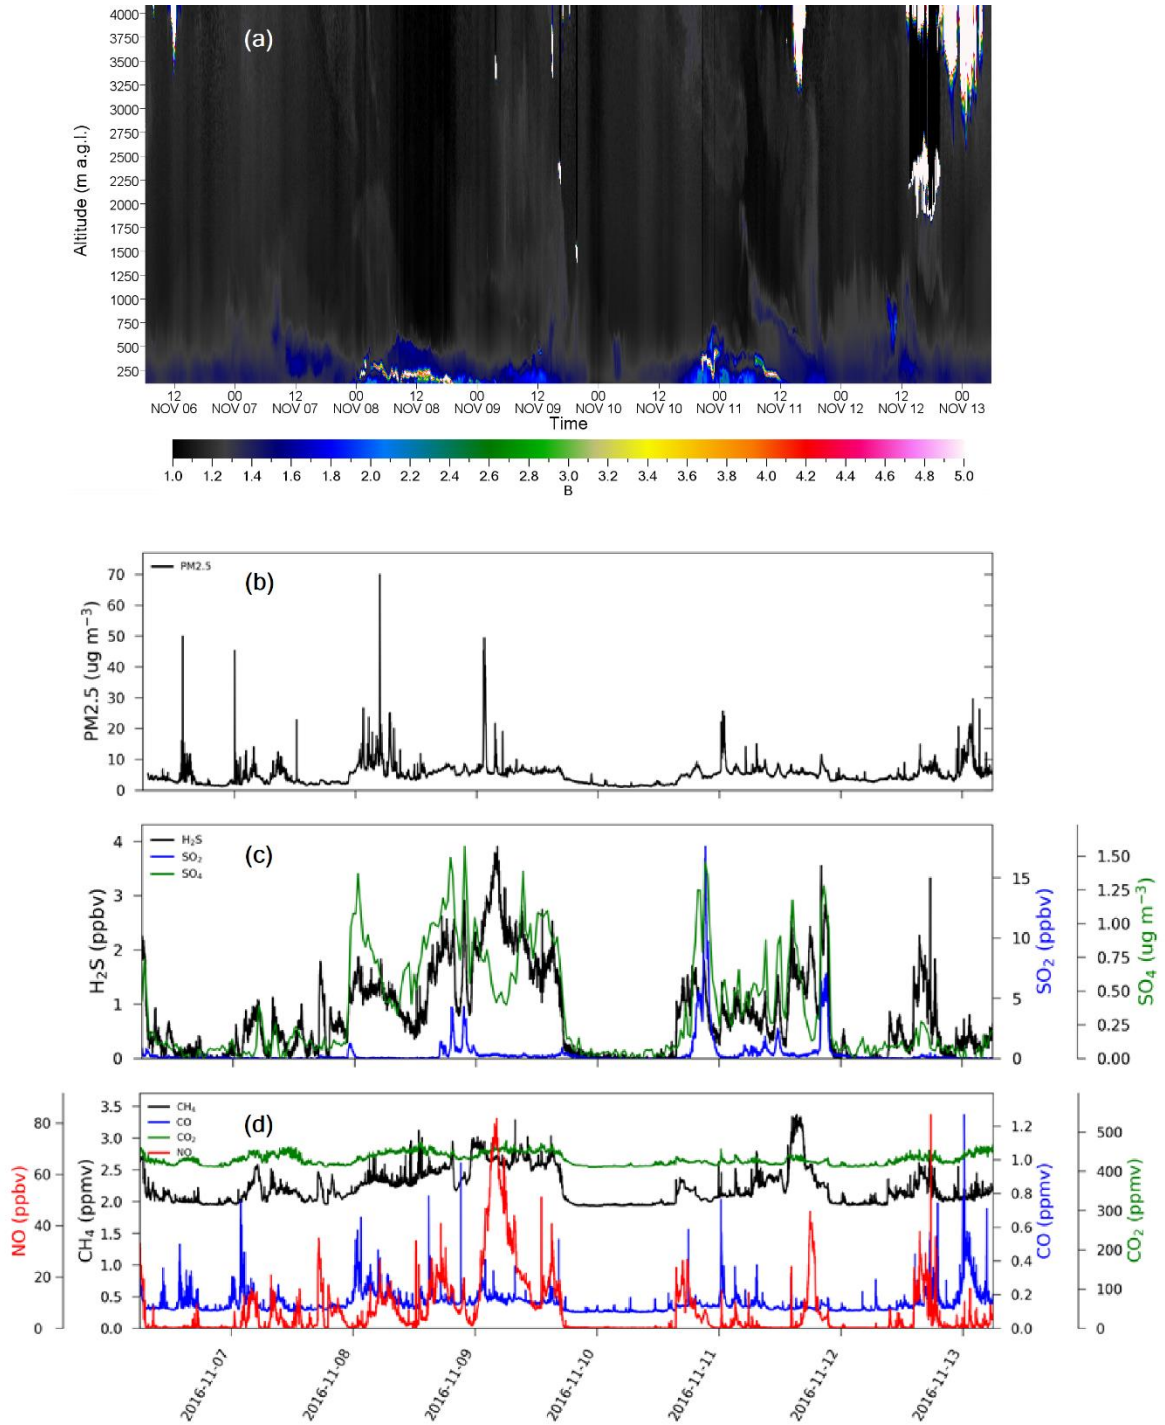 (a)
Altitude (m a.g.l.)
4000
3750
3500
3250
3000
2750
2500
2250
2000
1750
1500
1250
1000
750
500
250
12 00 12 00 12 00 12 00 12 00 12 00 12 00
NOV 06 NOV 07 NOV 07 NOV 08 NOV 08 NOV 09 NOV 09 NOV 10 NOV 10 NOV 11 NOV 11 NOV 12 NOV 12 NOV 13
Time
1.0 1.2 1.4 1.6 1.8 2.0 2.2 2.4 2.6 2.8 3.0 3.2 3.4 3.6 3.8 4.0 4.2 4.4 4.6 4.8 5.0
B
PM2.5
(b)
PM2.5 (ug m⁻³)
70
60
50
40
30
20
10
0
H₂S
SO₂
SO₄
(c)
H₂S (ppbv)
4
3
2
1
0
SO₂ (ppbv)
15
10
5
0
SO₄ (ug m⁻³)
1.50
1.25
1.00
0.75
0.50
0.25
0.00
CH₄
CO
CO₂
NO
(d)
NO (ppbv)
80
60
40
20
0
CH₄ (ppmv)
3.5
3.0
2.5
2.0
1.5
1.0
0.5
0.0
CO (ppmv)
1.2
1.0
0.8
0.6
0.4
0.2
0.0
CO₂ (ppmv)
500
400
300
200
100
0
2016-11-07 2016-11-08 2016-11-09 2016-11-10 2016-11-11 2016-11-12 2016-11-13